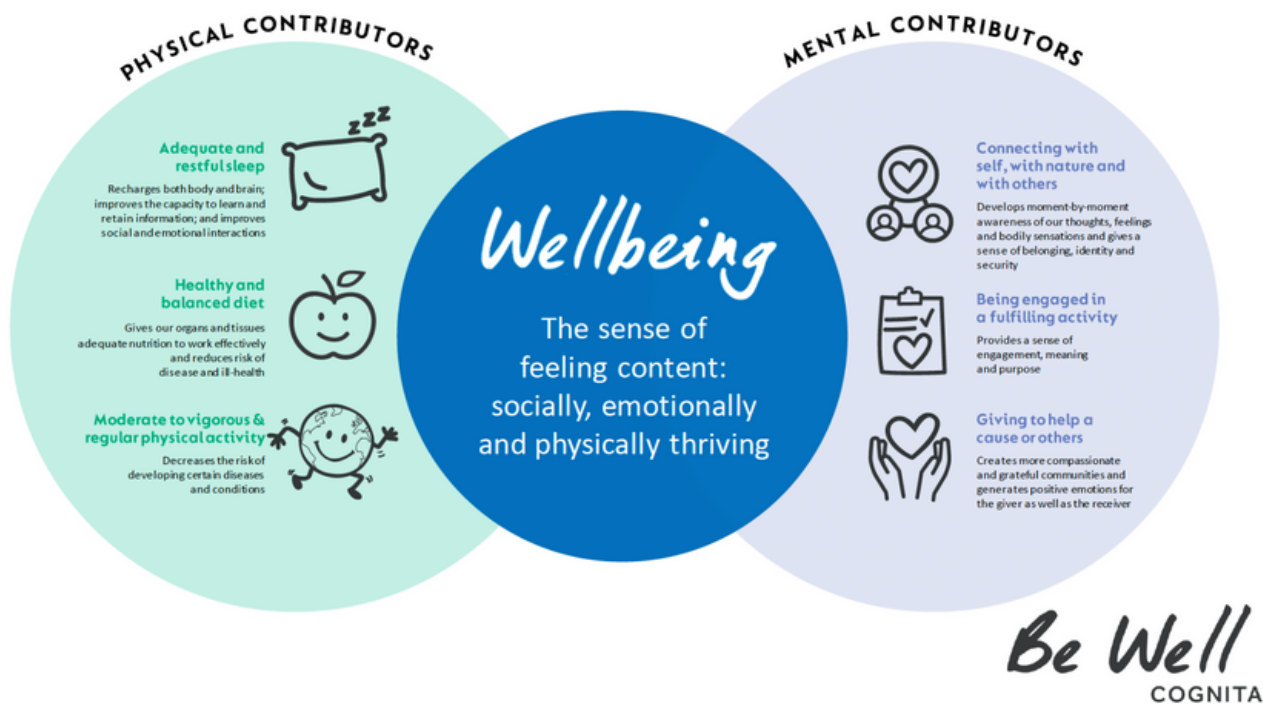 PHYSICAL CONTRIBUTORS
Adequate and
restful sleep
Recharges both body and brain;
improves the capacity to learn and
retain information; and improves
social and emotional interactions
zzz
Healthy and
balanced diet
Gives our organs and tissues
adequate nutrition to work effectively
and reduces risk of
disease and ill-health
Moderate to vigorous &
regular physical activity
Decreases the risk of
developing certain diseases
and conditions
Wellbeing
The sense of
feeling content:
socially, emotionally
and physically thriving
MENTAL CONTRIBUTORS
Connecting with
self, with nature and
with others
Develops moment-by-moment
awareness of our thoughts, feelings
and bodily sensations and gives a
sense of belonging, identity and
security
Being engaged in
a fulfilling activity
Provides a sense of
engagement, meaning
and purpose
Giving to help a
cause or others
Creates more compassionate
and grateful communities and
generates positive emotions for
the giver as well as the receiver
Be Well
COGNITA